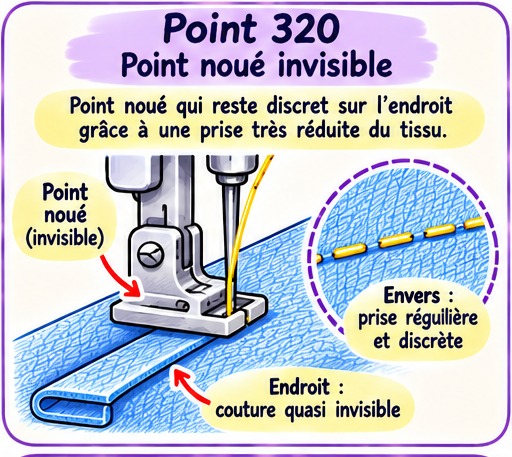 Point 320
Point noué invisible
Point noué qui reste discret sur l'endroit
grâce à une prise très réduite du tissu.
Point
noué
(invisible)
Envers :
prise régulière
et discrète
Endroit :
couture quasi invisible